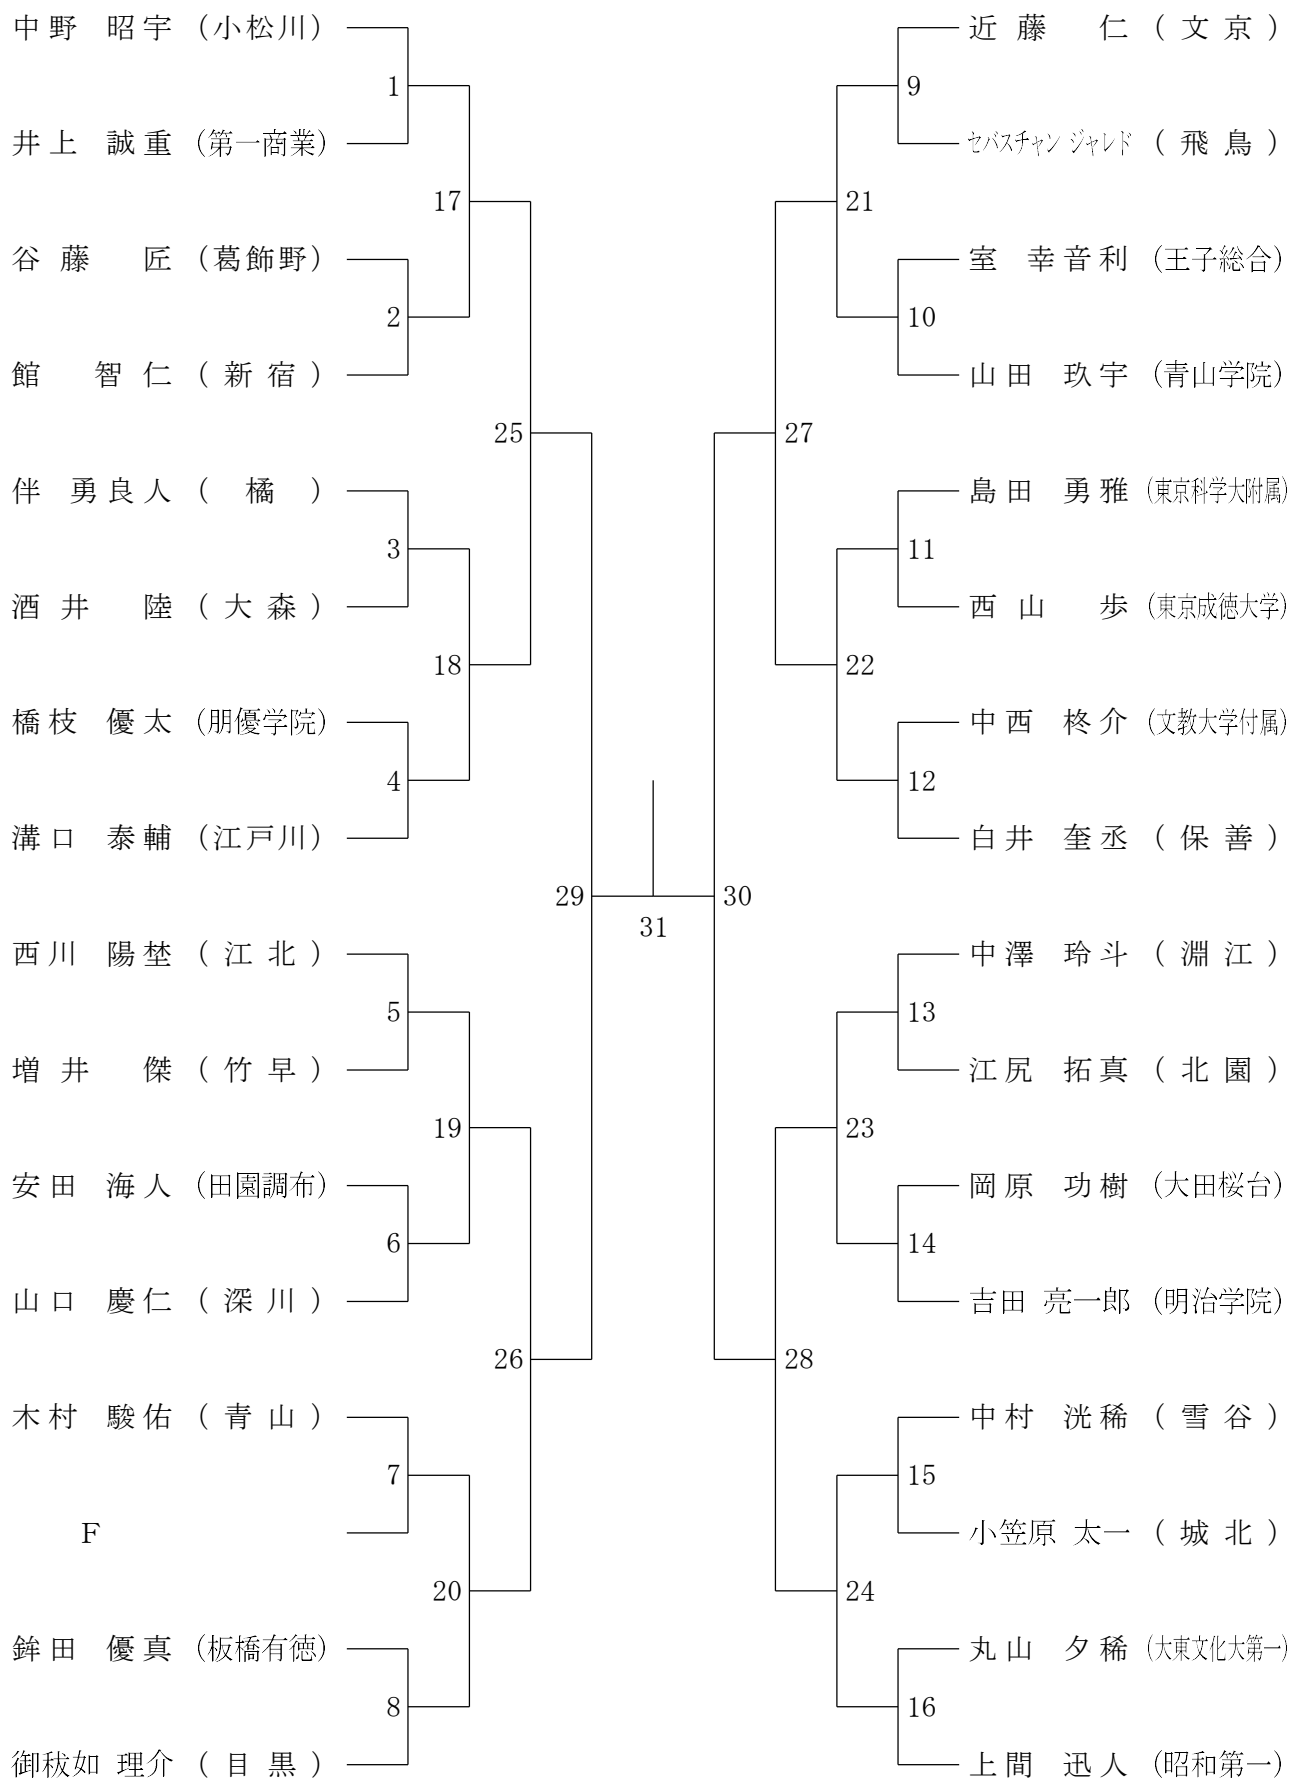 中野 昭宇 (小松川)
1
井上 誠重 (第一商業)
17
谷藤 匠 (葛飾野)
2
館 智仁 (新宿)
25
伴 勇良人 (橘)
3
酒井 陸 (大森)
18
橋枝 優太 (朋優学院)
4
溝口 泰輔 (江戸川)
29
西川 陽埜 (江北)
5
増井 傑 (竹早)
19
安田 海人 (田園調布)
6
山口 慶仁 (深川)
26
木村 駿佑 (青山)
7
F
20
鉾田 優真 (板橋有徳)
8
御秡如 理介 (目黒)
31
近藤 仁 (文京)
9
セバスチャン ジャレド (飛鳥)
21
室 幸音利 (王子総合)
10
山田 玖宇 (青山学院)
27
島田 勇雅 (東京科学大附属)
11
西山 歩 (東京成徳大学)
22
中西 柊介 (文教大学付属)
12
白井 奎丞 (保善)
30
中澤 玲斗 (淵江)
13
江尻 拓真 (北園)
23
岡原 功樹 (大田桜台)
14
吉田 亮一郎 (明治学院)
28
中村 洸稀 (雪谷)
15
小笠原 太一 (城北)
24
丸山 夕稀 (大東文化大第一)
16
上間 迅人 (昭和第一)